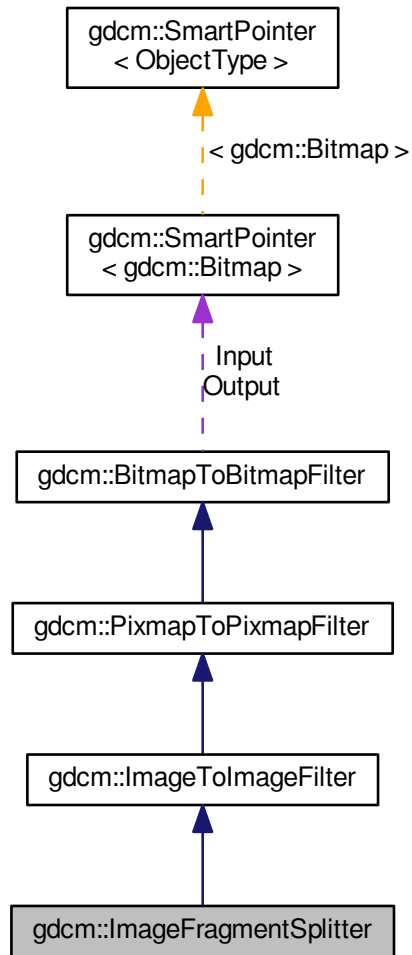 gdcm::SmartPointer
< ObjectType >
< gdcm::Bitmap >
gdcm::SmartPointer
< gdcm::Bitmap >
Input
Output
gdcm::BitmapToBitmapFilter
gdcm::PixmapToPixmapFilter
gdcm::ImageToImageFilter
gdcm::ImageFragmentSplitter